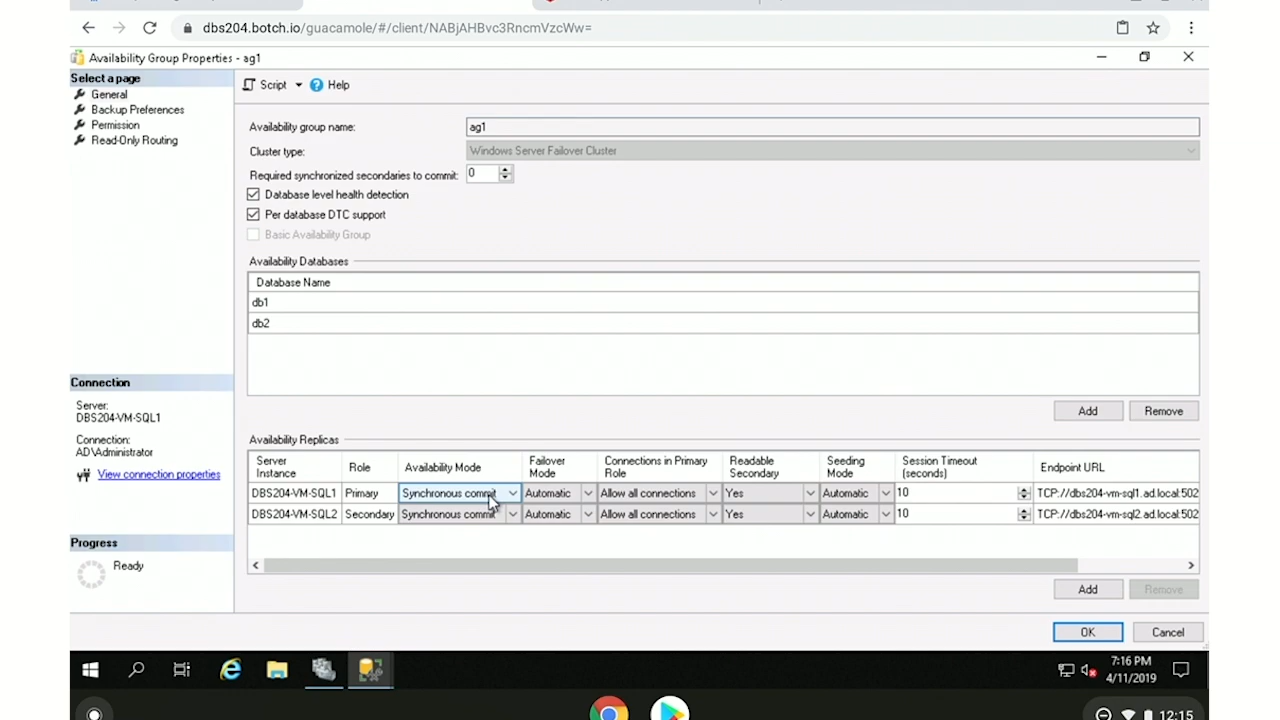 dbs204.botch.io/guacamole/#/client/NABjAHBvc3RncmVzcWw=
Availability Group Properties - ag1
Select a page
General
Backup Preferences
Permission
Read-Only Routing
Script
Help
Availability group name: ag1
Cluster type: Windows Server Failover Cluster
Required synchronized secondaries to commit: 0
Database level health detection
Per database DTC support
Basic Availability Group
Availability Databases
Database Name
db1
db2
Add Remove
Connection
Server:
DBS204-VM-SQL1
Connection:
AD\Administrator
View connection properties
Progress
Ready
Availability Replicas
Server Instance Role Availability Mode Failover Mode Connections in Primary Role Readable Secondary Seeding Mode Session Timeout (seconds) Endpoint URL
DBS204-VM-SQL1 Primary Synchronous commit Automatic Allow all connections Yes Automatic 10 TCP://dbs204-vm-sql1.ad.local:502
DBS204-VM-SQL2 Secondary Synchronous commit Automatic Allow all connections Yes Automatic 10 TCP://dbs204-vm-sql2.ad.local:502
Add Remove
OK Cancel
7:16 PM
4/11/2019
12:15